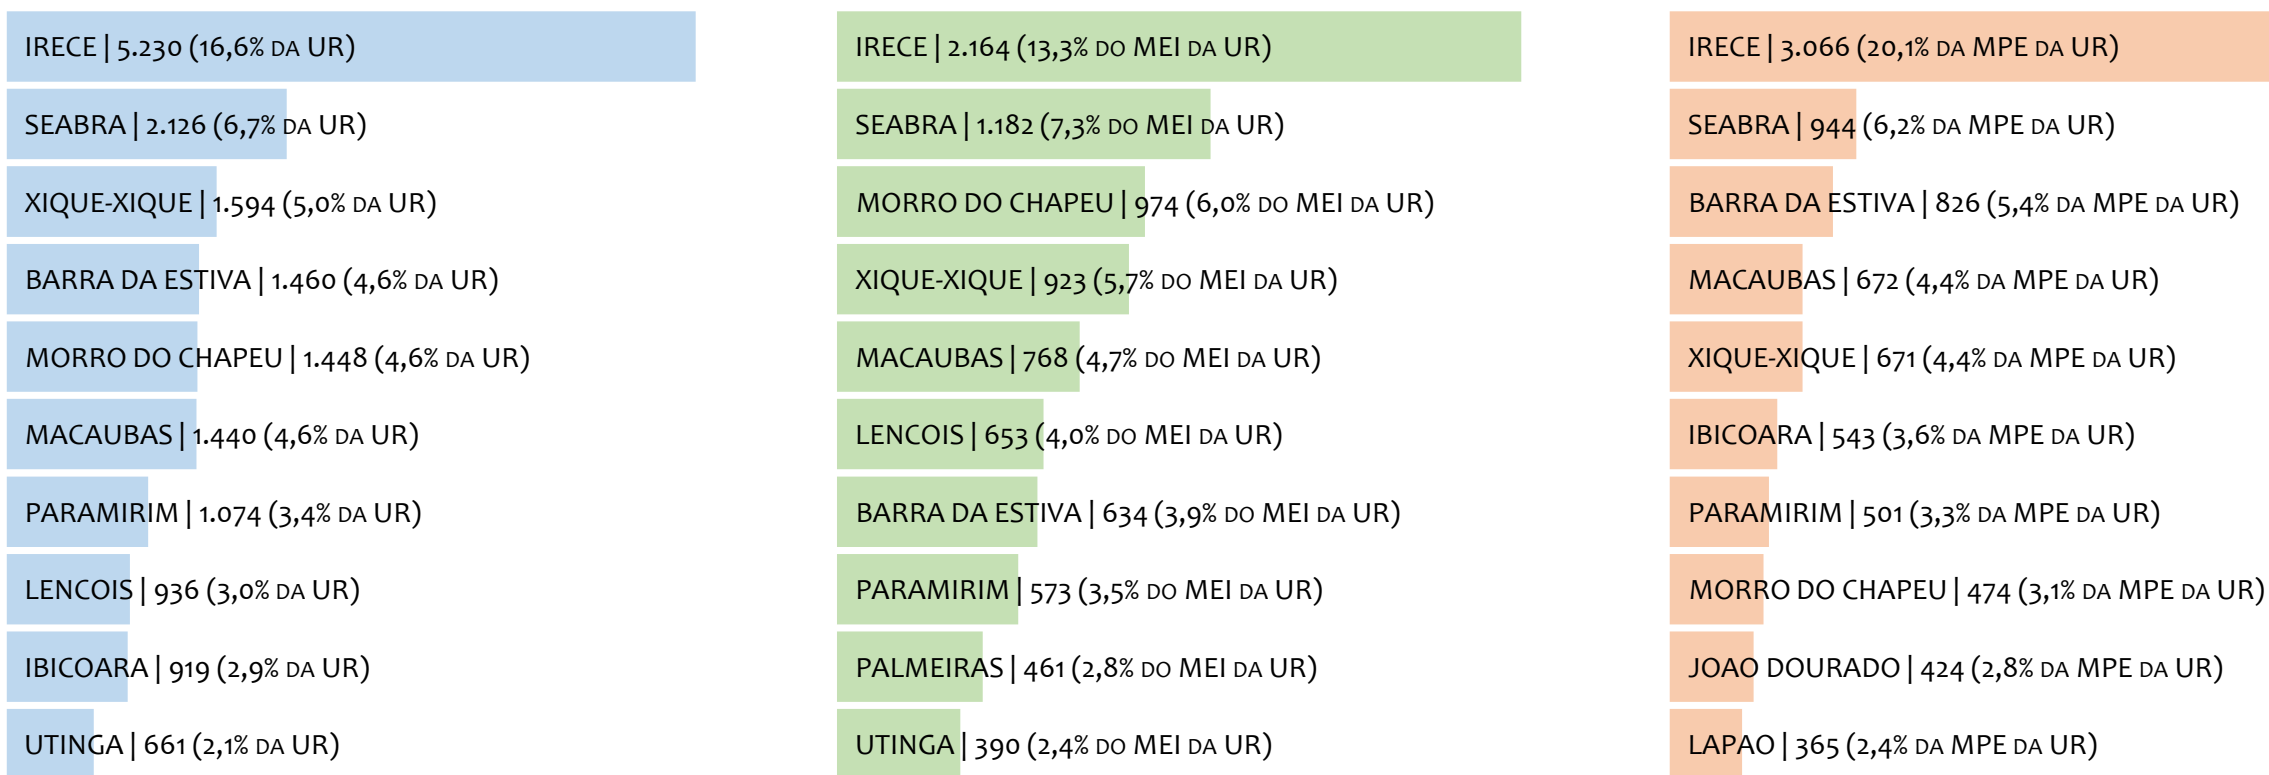 IRECE | 5.230 (16,6% DA UR)
SEABRA | 2.126 (6,7% DA UR)
XIQUE-XIQUE | 1.594 (5,0% DA UR)
BARRA DA ESTIVA | 1.460 (4,6% DA UR)
MORRO DO CHAPEU | 1.448 (4,6% DA UR)
MACAUBAS | 1.440 (4,6% DA UR)
PARAMIRIM | 1.074 (3,4% DA UR)
LENCOIS | 936 (3,0% DA UR)
IBICOARA | 919 (2,9% DA UR)
UTINGA | 661 (2,1% DA UR)
IRECE | 2.164 (13,3% DO MEI DA UR)
SEABRA | 1.182 (7,3% DO MEI DA UR)
MORRO DO CHAPEU | 974 (6,0% DO MEI DA UR)
XIQUE-XIQUE | 923 (5,7% DO MEI DA UR)
MACAUBAS | 768 (4,7% DO MEI DA UR)
LENCOIS | 653 (4,0% DO MEI DA UR)
BARRA DA ESTIVA | 634 (3,9% DO MEI DA UR)
PARAMIRIM | 573 (3,5% DO MEI DA UR)
PALMEIRAS | 461 (2,8% DO MEI DA UR)
UTINGA | 390 (2,4% DO MEI DA UR)
IRECE | 3.066 (20,1% DA MPE DA UR)
SEABRA | 944 (6,2% DA MPE DA UR)
BARRA DA ESTIVA | 826 (5,4% DA MPE DA UR)
MACAUBAS | 672 (4,4% DA MPE DA UR)
XIQUE-XIQUE | 671 (4,4% DA MPE DA UR)
IBICOARA | 543 (3,6% DA MPE DA UR)
PARAMIRIM | 501 (3,3% DA MPE DA UR)
MORRO DO CHAPEU | 474 (3,1% DA MPE DA UR)
JOAO DOURADO | 424 (2,8% DA MPE DA UR)
LAPAO | 365 (2,4% DA MPE DA UR)